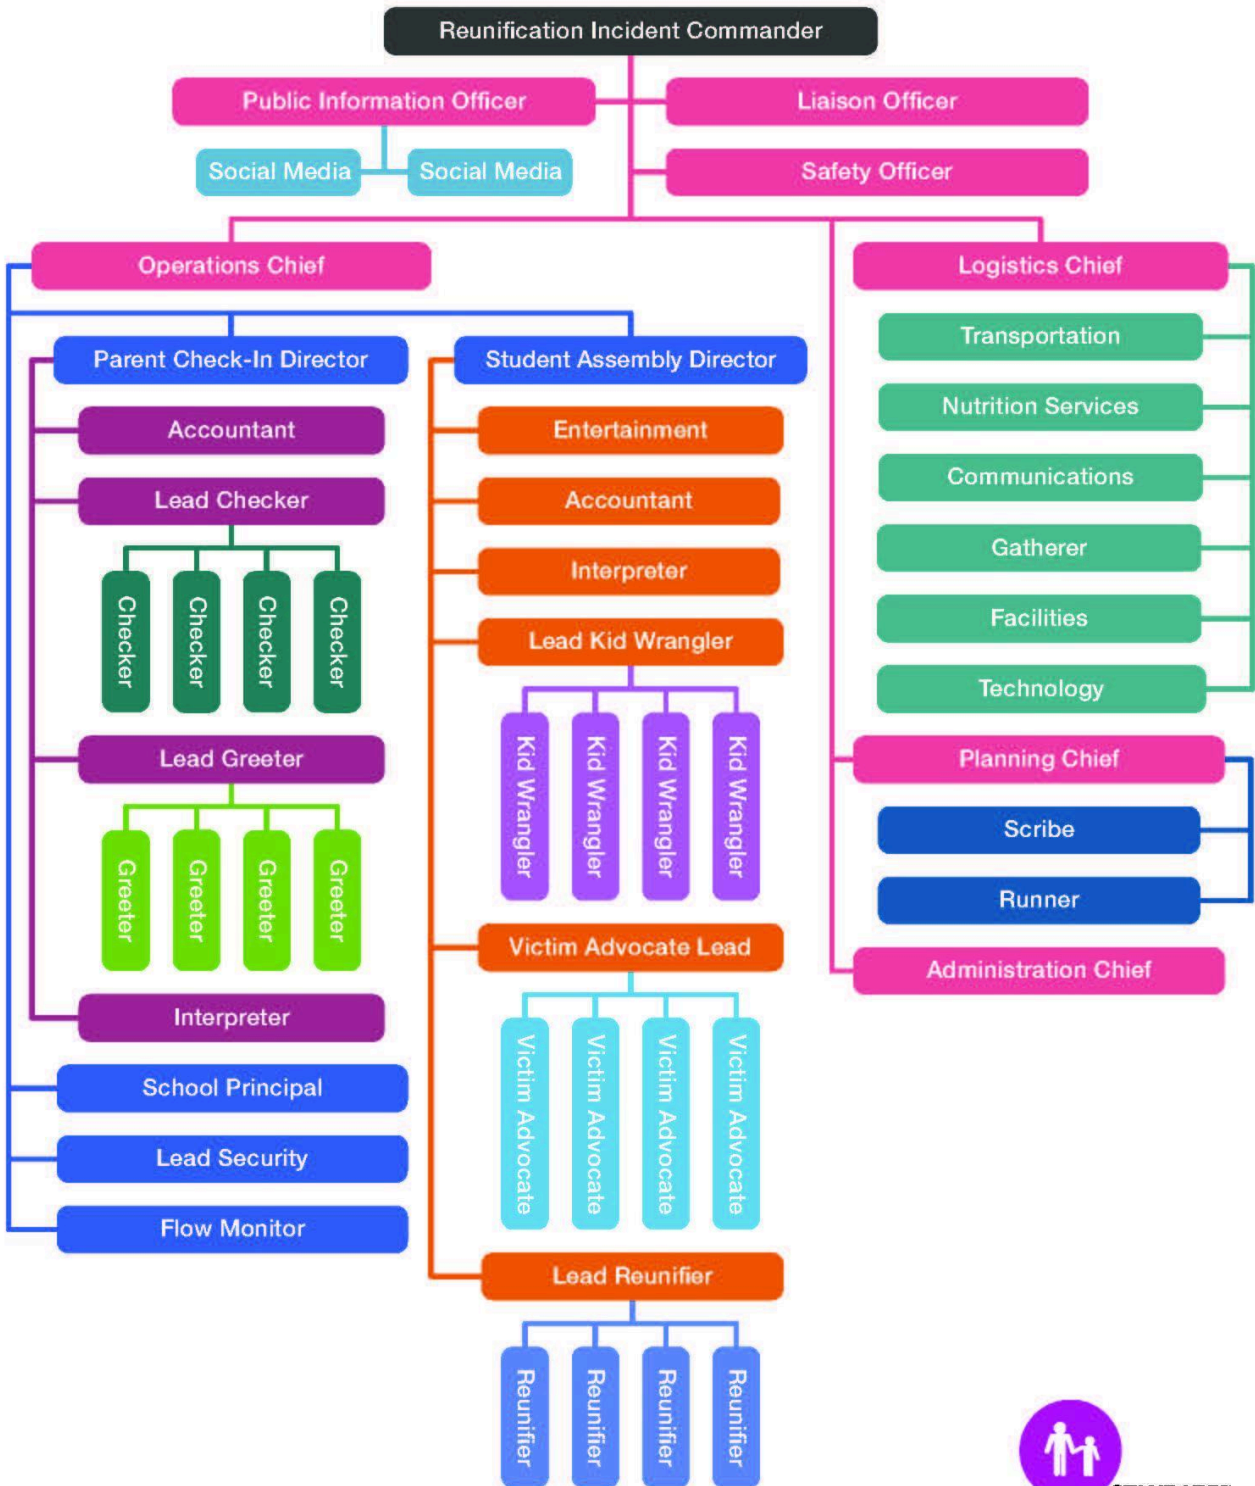 Reunification Incident Commander
Public Information Officer
Liaison Officer
Social Media
Social Media
Safety Officer
Operations Chief
Logistics Chief
Parent Check-In Director
Accountant
Lead Checker
Checker
Checker
Checker
Checker
Lead Greeter
Greeter
Greeter
Greeter
Greeter
Interpreter
School Principal
Lead Security
Flow Monitor
Student Assembly Director
Entertainment
Accountant
Interpreter
Lead Kid Wrangler
Kid Wrangler
Kid Wrangler
Kid Wrangler
Kid Wrangler
Victim Advocate Lead
Victim Advocate
Victim Advocate
Victim Advocate
Victim Advocate
Lead Reunifier
Reunifier
Reunifier
Reunifier
Reunifier
Transportation
Nutrition Services
Communications
Gatherer
Facilities
Technology
Planning Chief
Scribe
Runner
Administration Chief